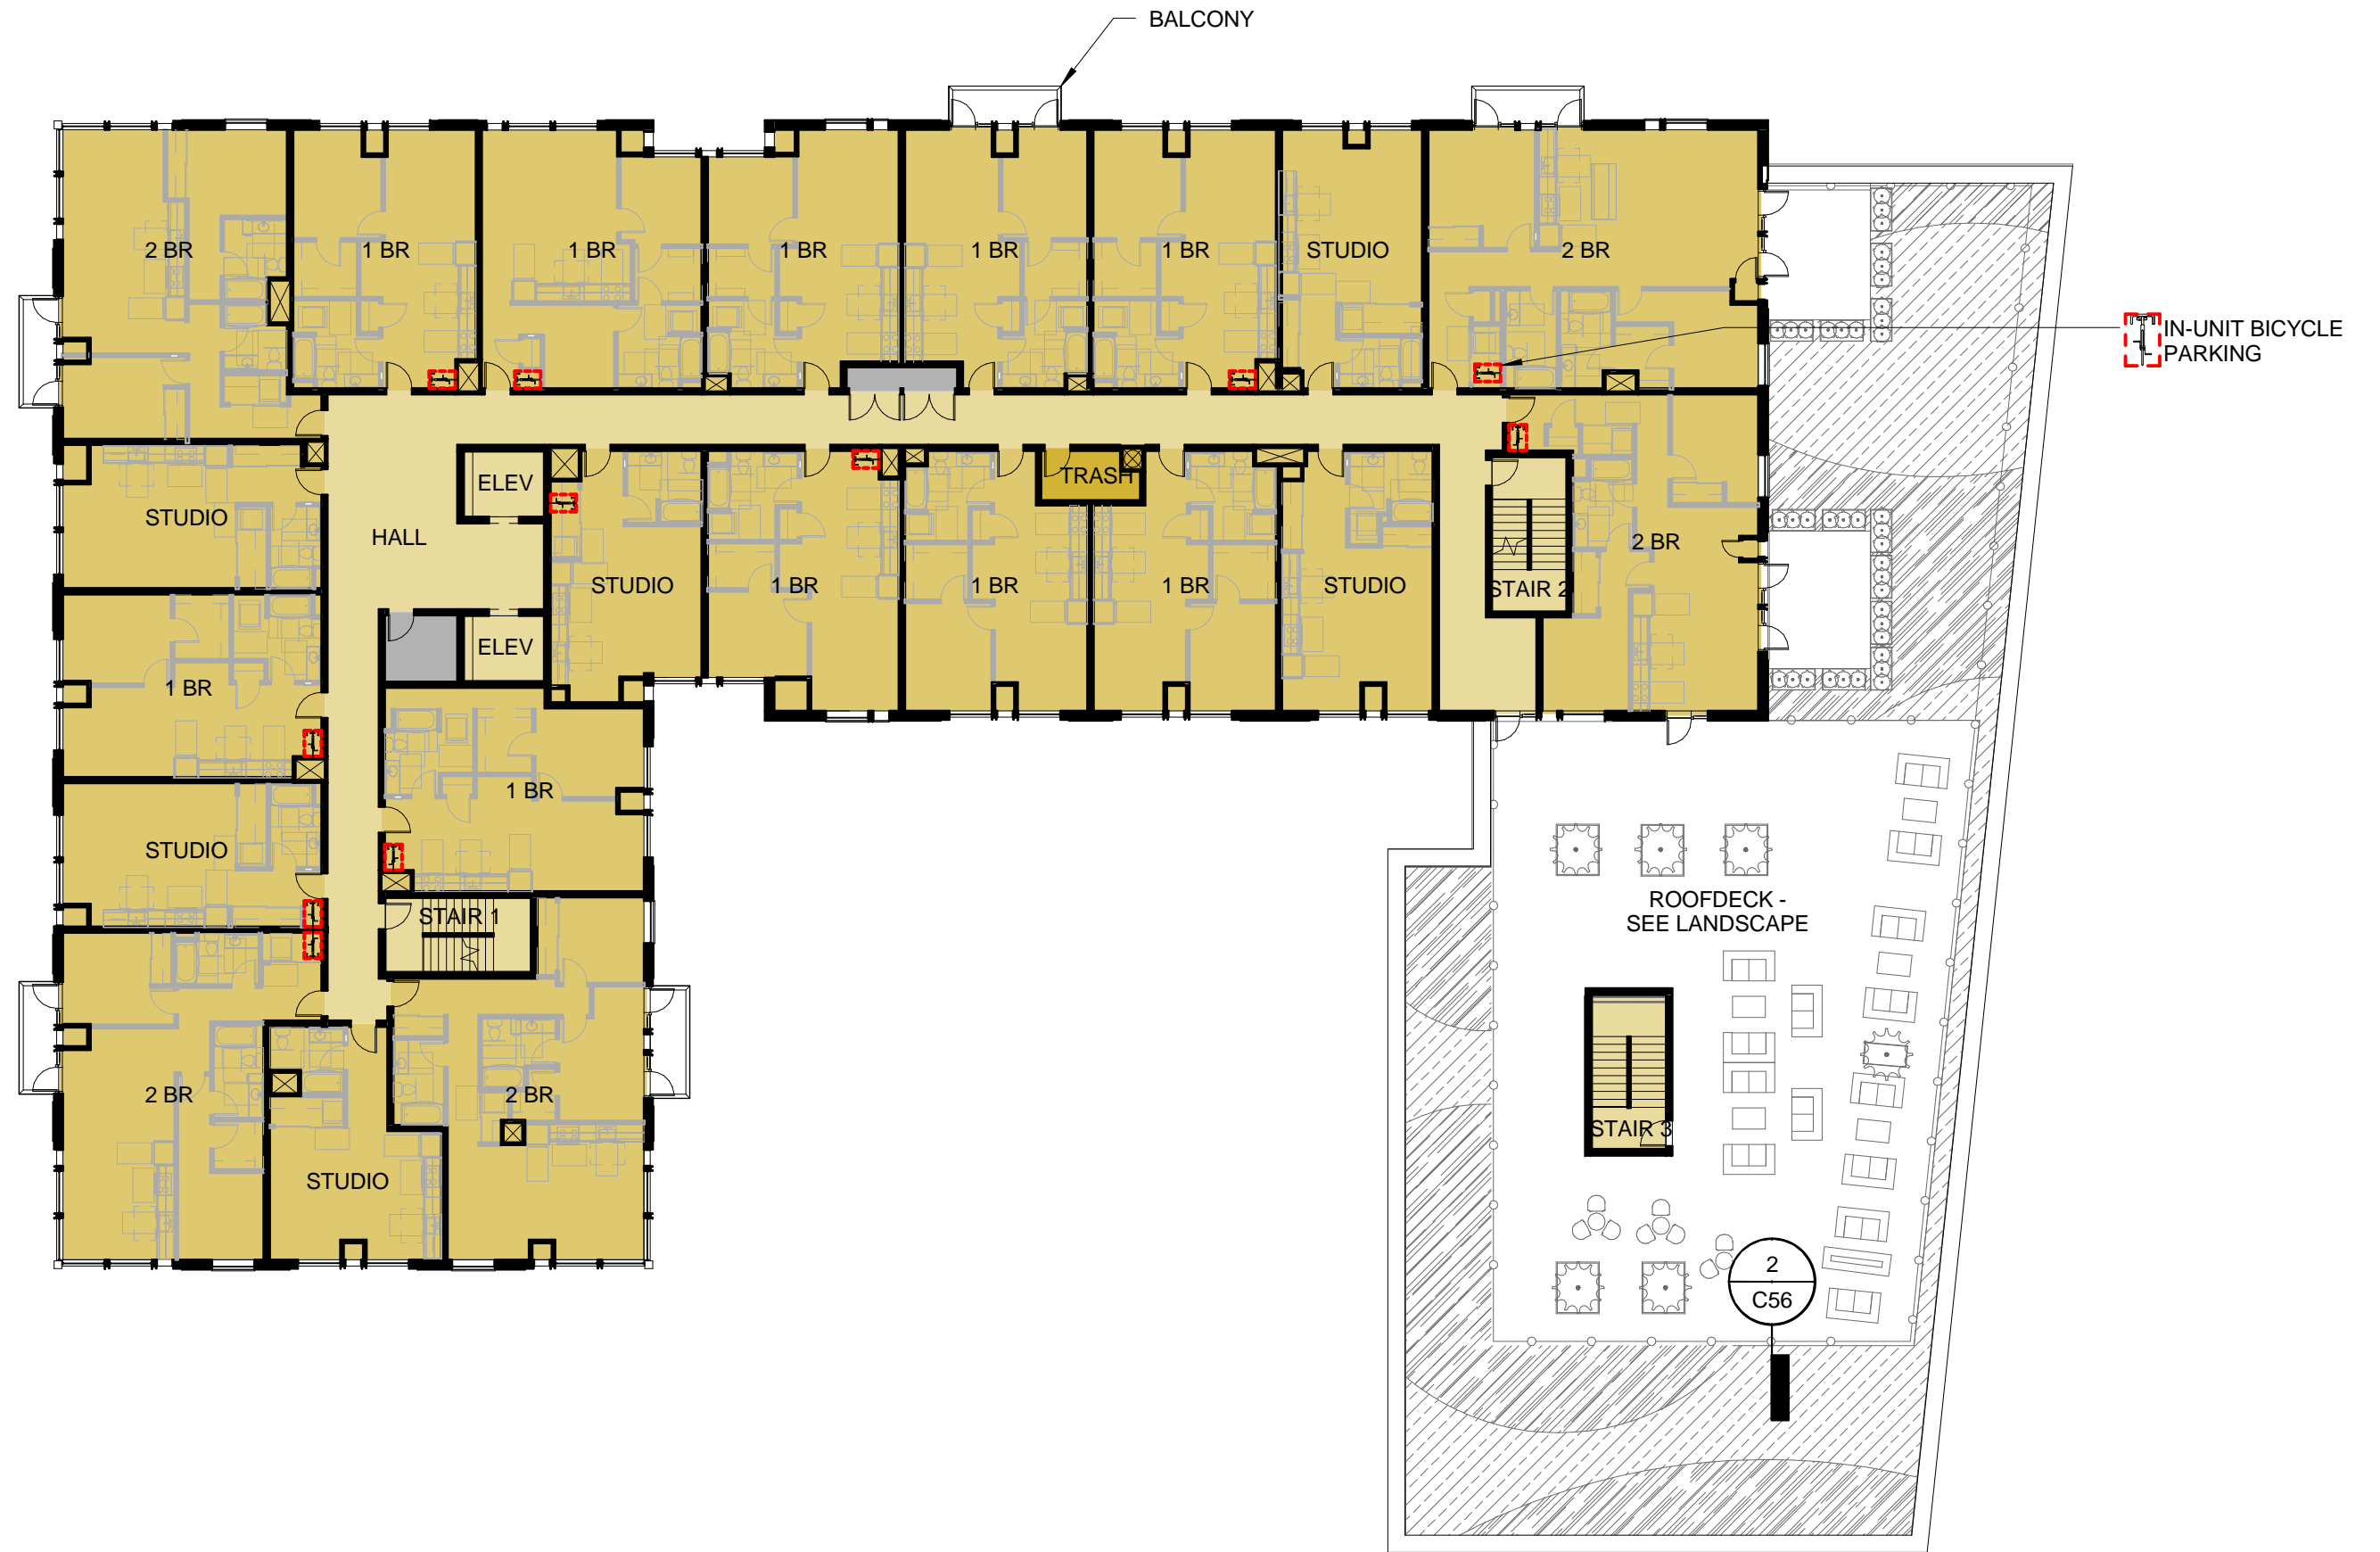 BALCONY
2 BR
1 BR
1 BR
1 BR
1 BR
1 BR
STUDIO
2 BR
IN-UNIT BICYCLE
PARKING
ELEV
TRASH
STUDIO
HALL
2 BR
STUDIO
1 BR
1 BR
1 BR
STUDIO
STAIR 2
ELEV
1 BR
1 BR
STUDIO
ROOFDECK -
SEE LANDSCAPE
STAIR 1
2 BR
2 BR
STAIR 3
STUDIO
2
C56